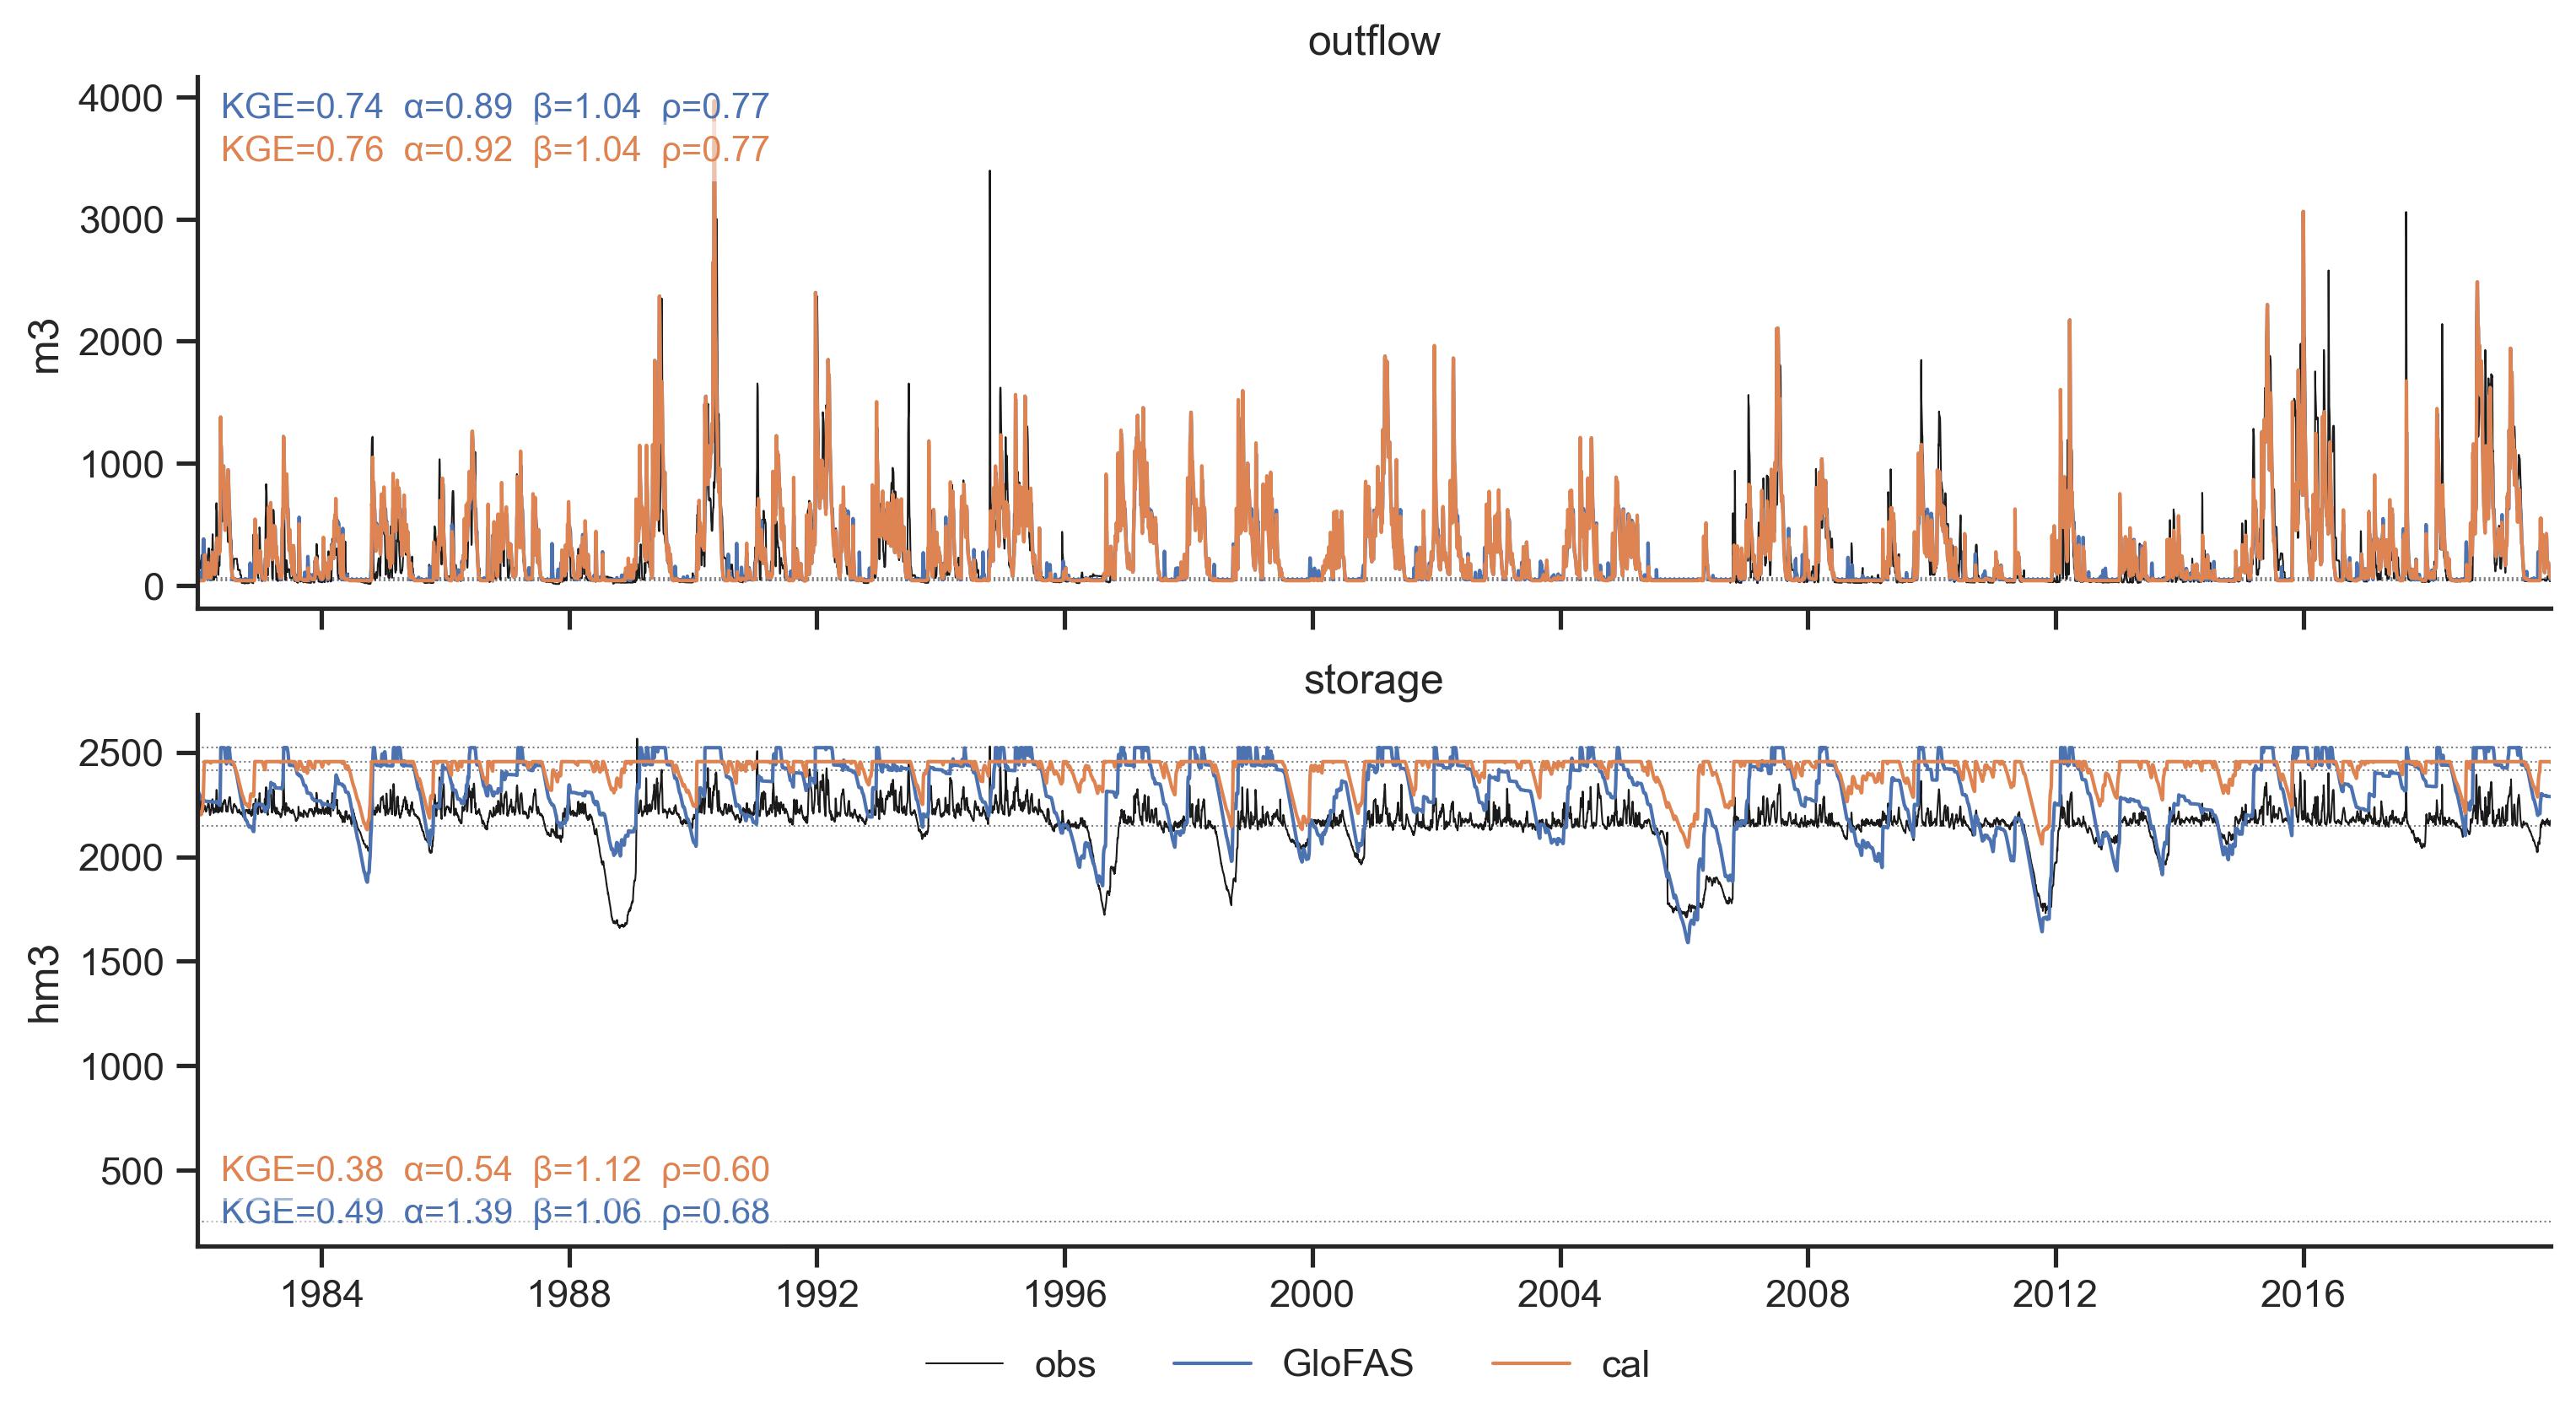 outflow
4000
KGE=0.74 α=0.89 β=1.04 ρ=0.77
KGE=0.76 α=0.92 β=1.04 ρ=0.77
3000
m3
2000
1000
0
storage
2500
2000
1500
hm3
1000
500
KGE=0.38 α=0.54 β=1.12 ρ=0.60
KGE=0.49 α=1.39 β=1.06 ρ=0.68
1984 1988 1992 1996 2000 2004 2008 2012 2016
obs GloFAS cal